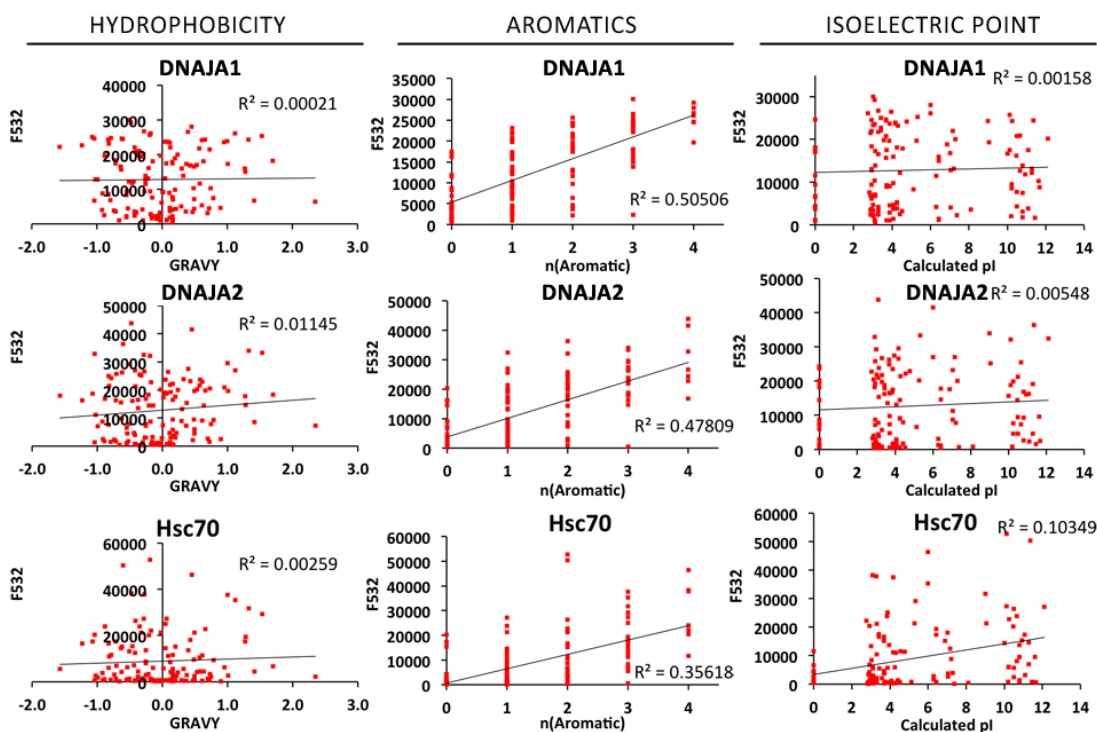 HYDROPHOBICITY
AROMATICS
ISOELECTRIC POINT
DNAJA1
R² = 0.00021
F532
40000
30000
20000
10000
0
-2.0 -1.0 0.0 1.0 2.0 3.0
GRAVY
DNAJA1
R² = 0.50506
F532
35000
30000
25000
20000
15000
10000
5000
0
0 1 2 3 4
n(Aromatic)
DNAJA1
R² = 0.00158
F532
30000
20000
10000
0
0 2 4 6 8 10 12 14
Calculated pI
DNAJA2
R² = 0.01145
F532
50000
40000
30000
20000
10000
0
-2.0 -1.0 0.0 1.0 2.0 3.0
GRAVY
DNAJA2
R² = 0.47809
F532
50000
40000
30000
20000
10000
0
0 1 2 3 4
n(Aromatic)
DNAJA2
R² = 0.00548
F532
50000
40000
30000
20000
10000
0
0 2 4 6 8 10 12 14
Calculated pI
Hsc70
R² = 0.00259
F532
60000
40000
20000
0
-2.0 -1.0 0.0 1.0 2.0 3.0
GRAVY
Hsc70
R² = 0.35618
F532
60000
50000
40000
30000
20000
10000
0
0 1 2 3 4
n(Aromatic)
Hsc70
R² = 0.10349
F532
60000
50000
40000
30000
20000
10000
0
0 2 4 6 8 10 12 14
Calculated pI